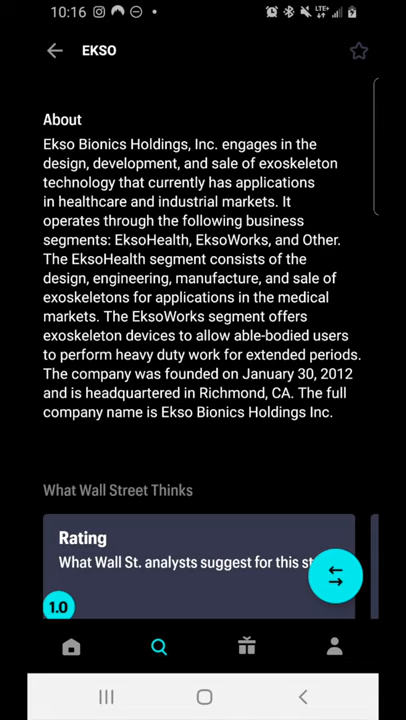 10:16
LTE+
EKSO
About
Ekso Bionics Holdings, Inc. engages in the
design, development, and sale of exoskeleton
technology that currently has applications
in healthcare and industrial markets. It
operates through the following business
segments: EksoHealth, EksoWorks, and Other.
The EksoHealth segment consists of the
design, engineering, manufacture, and sale of
exoskeletons for applications in the medical
markets. The EksoWorks segment offers
exoskeleton devices to allow able-bodied users
to perform heavy duty work for extended periods.
The company was founded on January 30, 2012
and is headquartered in Richmond, CA. The full
company name is Ekso Bionics Holdings Inc.
What Wall Street Thinks
Rating
What Wall St. analysts suggest for this st
1.0